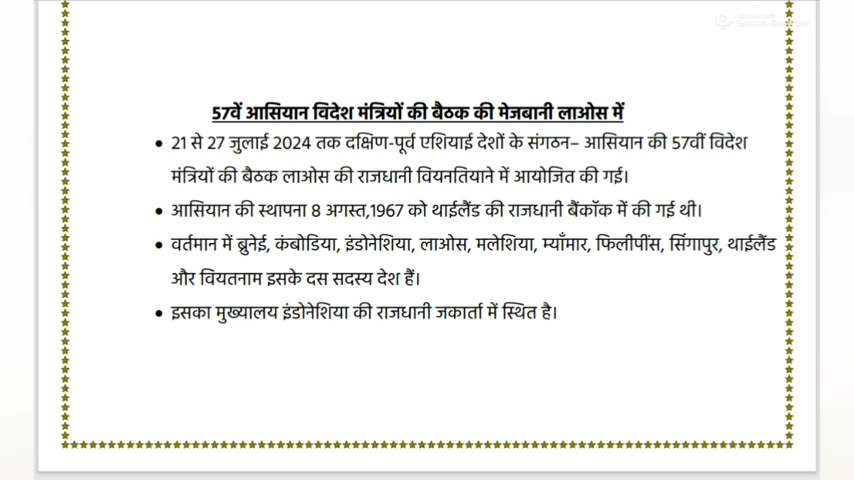 57वें आसियान विदेश मंत्रियों की बैठक की मेजबानी लाओस में
• 21 से 27 जुलाई 2024 तक दक्षिण-पूर्व एशियाई देशों के संगठन– आसियान की 57वीं विदेश
मंत्रियों की बैठक लाओस की राजधानी वियनतियाने में आयोजित की गई।
• आसियान की स्थापना 8 अगस्त,1967 को थाईलैंड की राजधानी बैंकॉक में की गई थी।
• वर्तमान में ब्रुनेई, कंबोडिया, इंडोनेशिया, लाओस, मलेशिया, म्याँमार, फिलीपींस, सिंगापुर, थाईलैंड
और वियतनाम इसके दस सदस्य देश हैं।
• इसका मुख्यालय इंडोनेशिया की राजधानी जकार्ता में स्थित है।